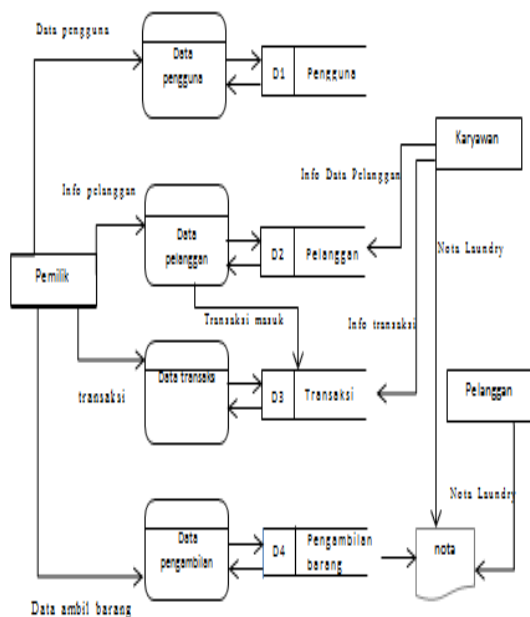 Data pengguna
Data
pengguna
D1
Pengguna
Karyawan
Info pelanggan
Info Data Pelanggan
Data
pelanggan
D2
Pelanggan
Nota Laundry
Pemilik
Transaksi masuk
Info transaksi
Data transaks
transaksi
D3
Transaksi
Pelanggan
Nota Laundry
Data
pengambilan
D4
Pengambilan
barang
nota
Data ambil barang